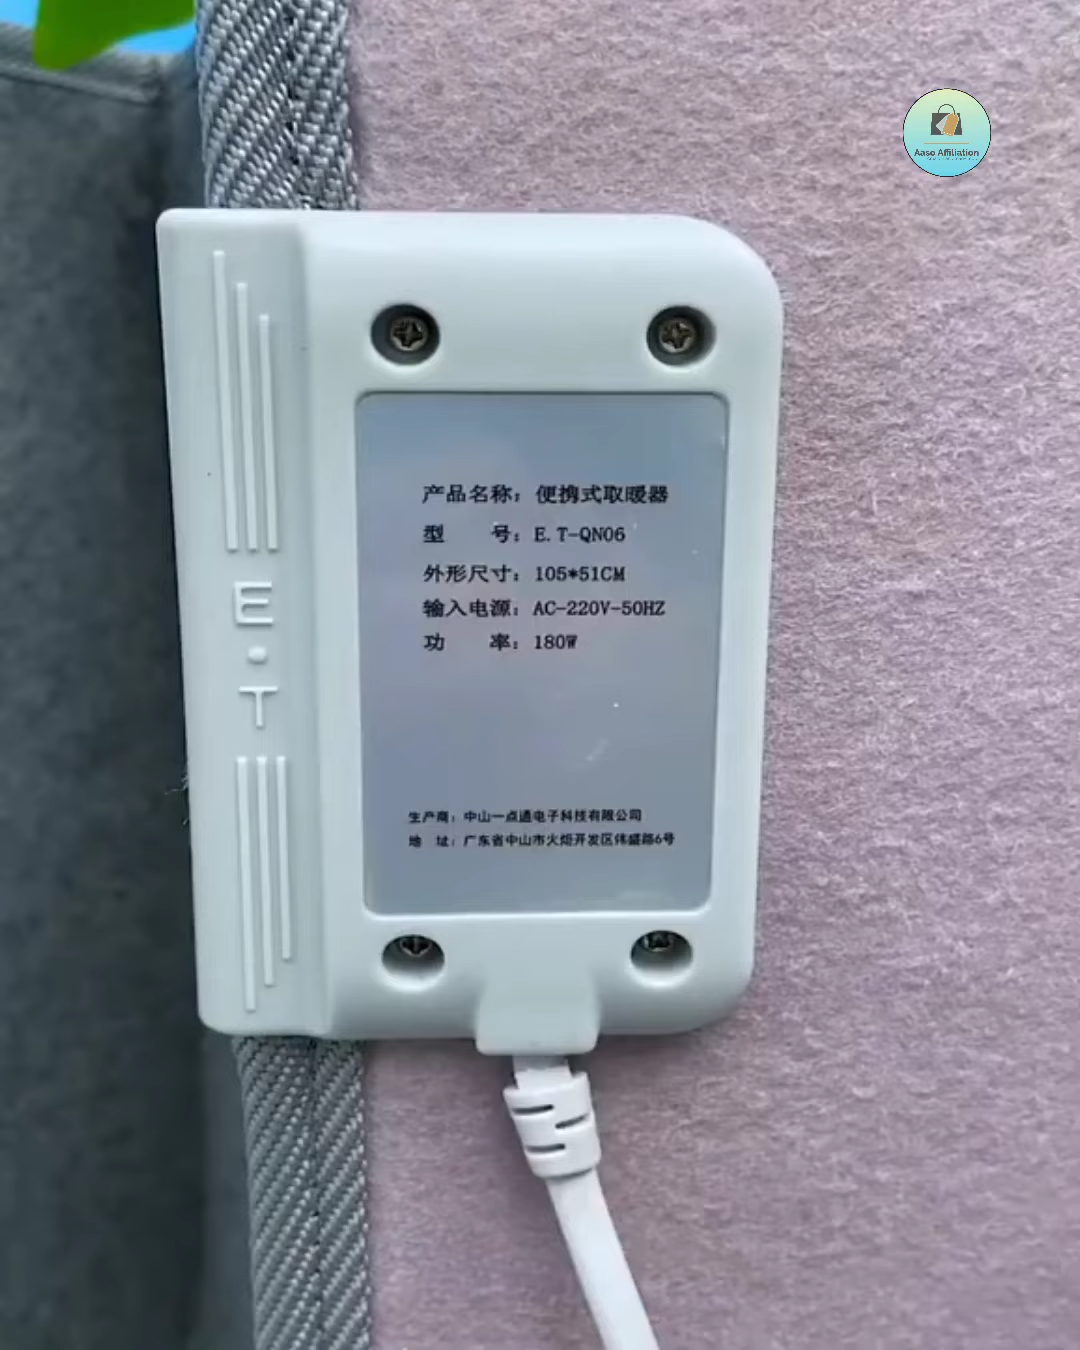 Aaso Affiliation
产品名称：便携式取暖器
型 号：E.T-QN06
外形尺寸：105*51CM
输入电源：AC-220V-50HZ
功 率：180W
E·T
生产商：中山一点通电子科技有限公司
地 址：广东省中山市火炬开发区伟盛路6号